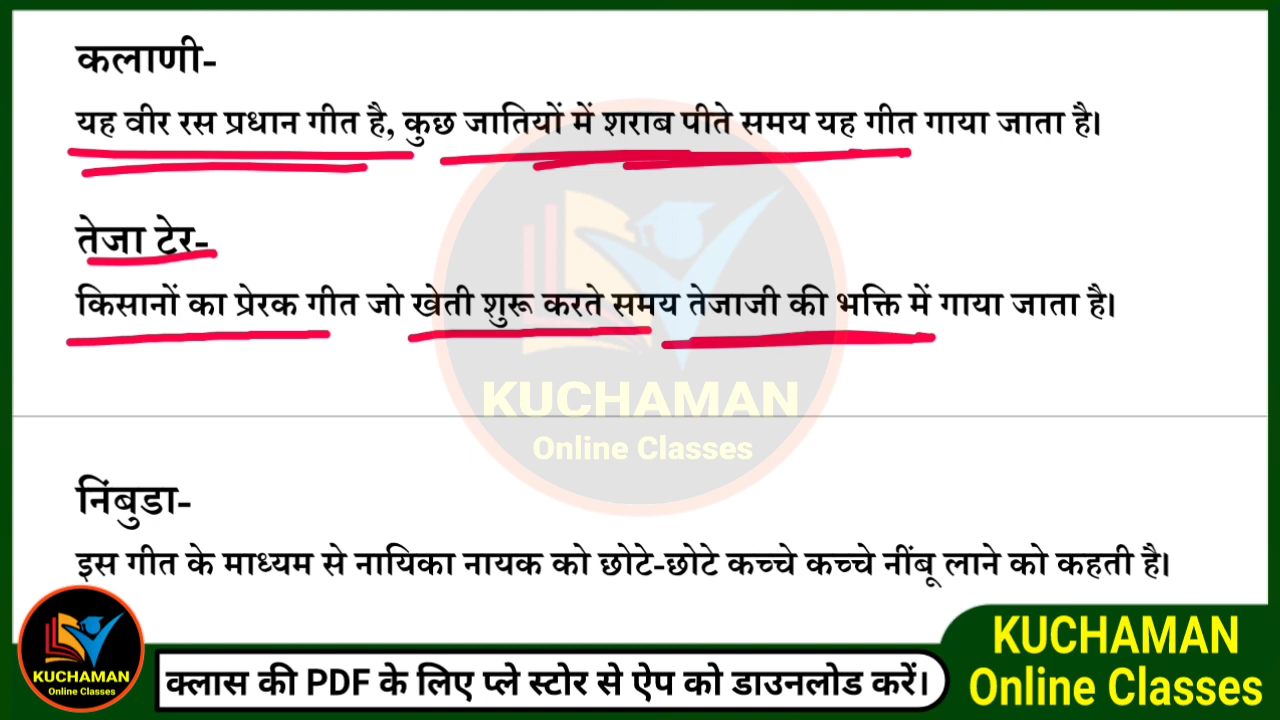 कलाणी-
यह वीर रस प्रधान गीत है, कुछ जातियों में शराब पीते समय यह गीत गाया जाता है।
तेजा टेर-
किसानों का प्रेरक गीत जो खेती शुरू करते समय तेजाजी की भक्ति में गाया जाता है।
KUCHAMAN
Online Classes
निंबुडा-
इस गीत के माध्यम से नायिका नायक को छोटे-छोटे कच्चे कच्चे नींबू लाने को कहती है।
KUCHAMAN
Online Classes
क्लास की PDF के लिए प्ले स्टोर से ऐप को डाउनलोड करें।
KUCHAMAN
Online Classes